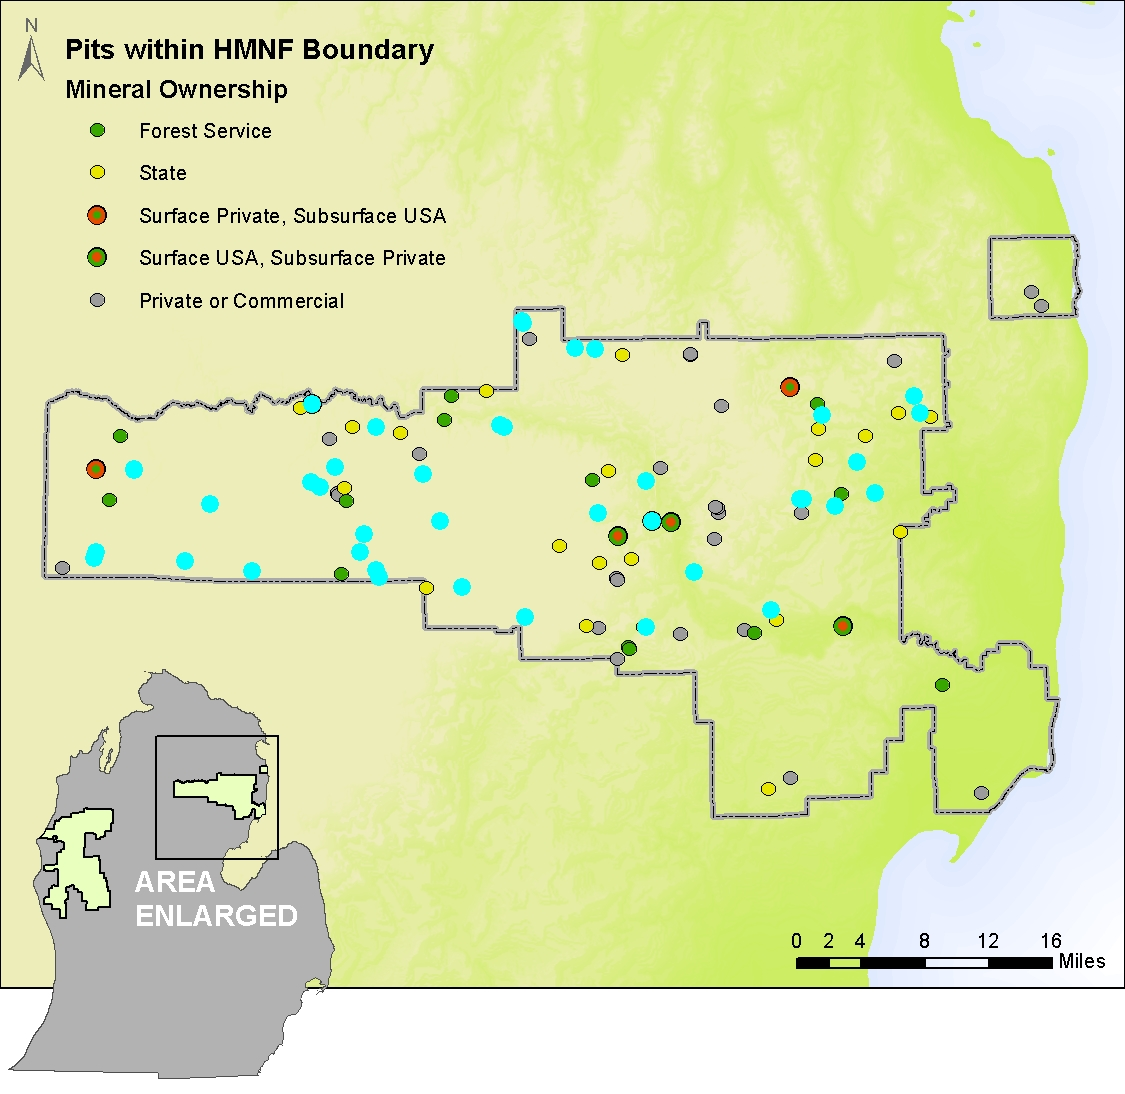 N
Pits within HMNF Boundary
Mineral Ownership
Forest Service
State
Surface Private, Subsurface USA
Surface USA, Subsurface Private
Private or Commercial
AREA
ENLARGED
0 2 4 8 12 16
Miles